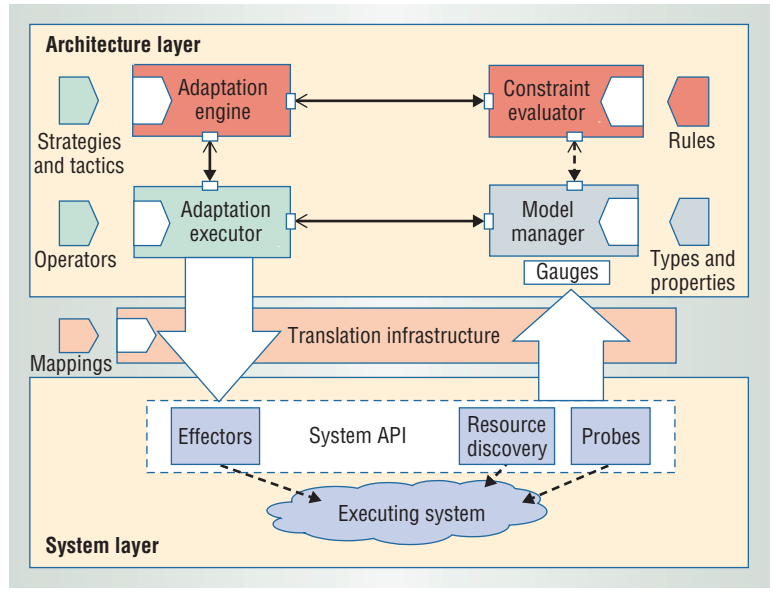 Architecture layer
Adaptation
engine
Constraint
evaluator
Strategies
and tactics
Rules
Adaptation
executor
Model
manager
Operators
Gauges
Types and
properties
Translation infrastructure
Mappings
Effectors
System API
Resource
discovery
Probes
Executing system
System layer